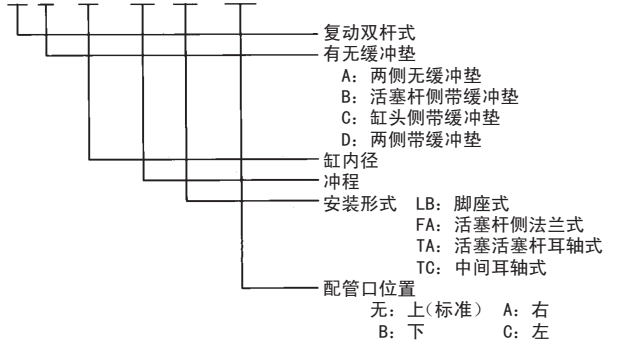 复动双杆式
有无缓冲垫
A: 两侧无缓冲垫
B: 活塞杆侧带缓冲垫
C: 缸头侧带缓冲垫
D: 两侧带缓冲垫
缸内径
冲程
安装形式 LB: 脚座式
FA: 活塞杆侧法兰式
TA: 活塞活塞杆耳轴式
TC: 中间耳轴式
配管口位置
无: 上(标准) A: 右
B: 下 C: 左